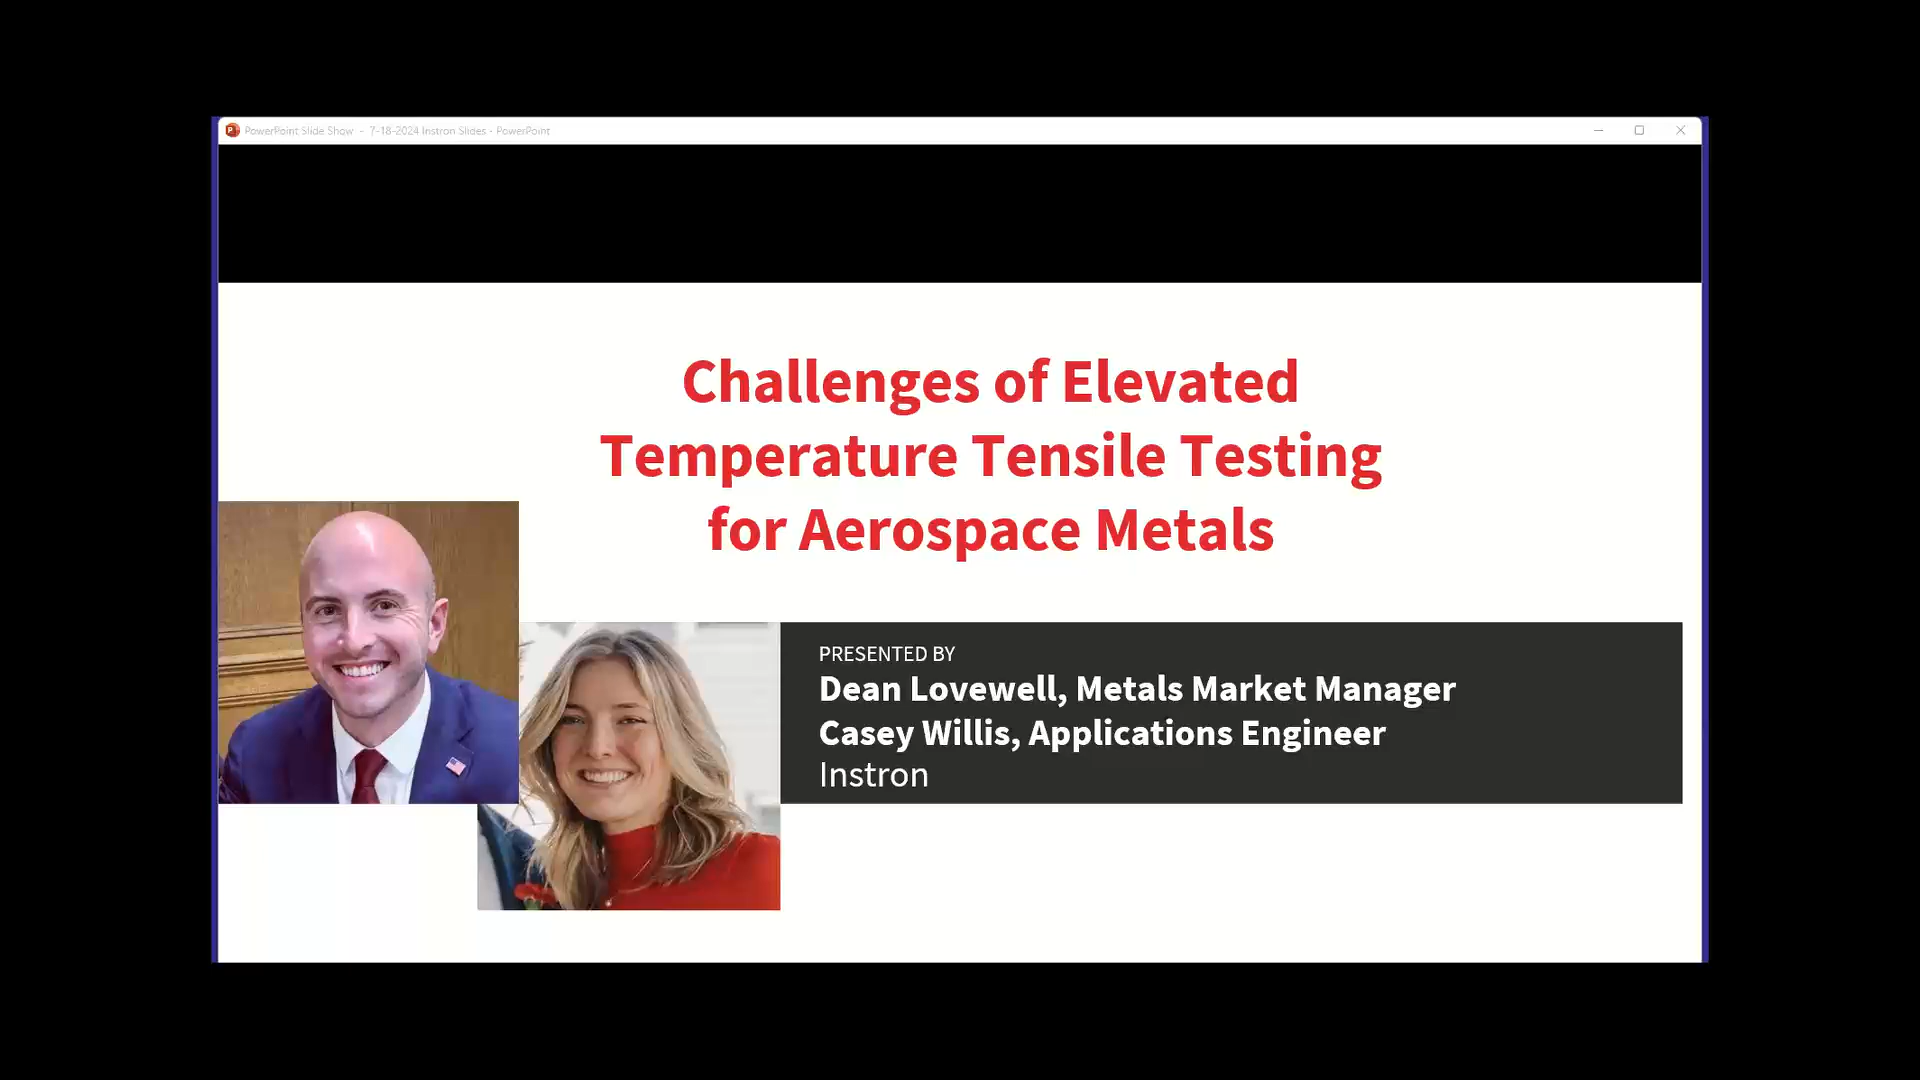 PowerPoint Slide Show - 7-18-2024 Instron Slides - PowerPoint
Challenges of Elevated
Temperature Tensile Testing
for Aerospace Metals
PRESENTED BY
Dean Lovewell, Metals Market Manager
Casey Willis, Applications Engineer
Instron